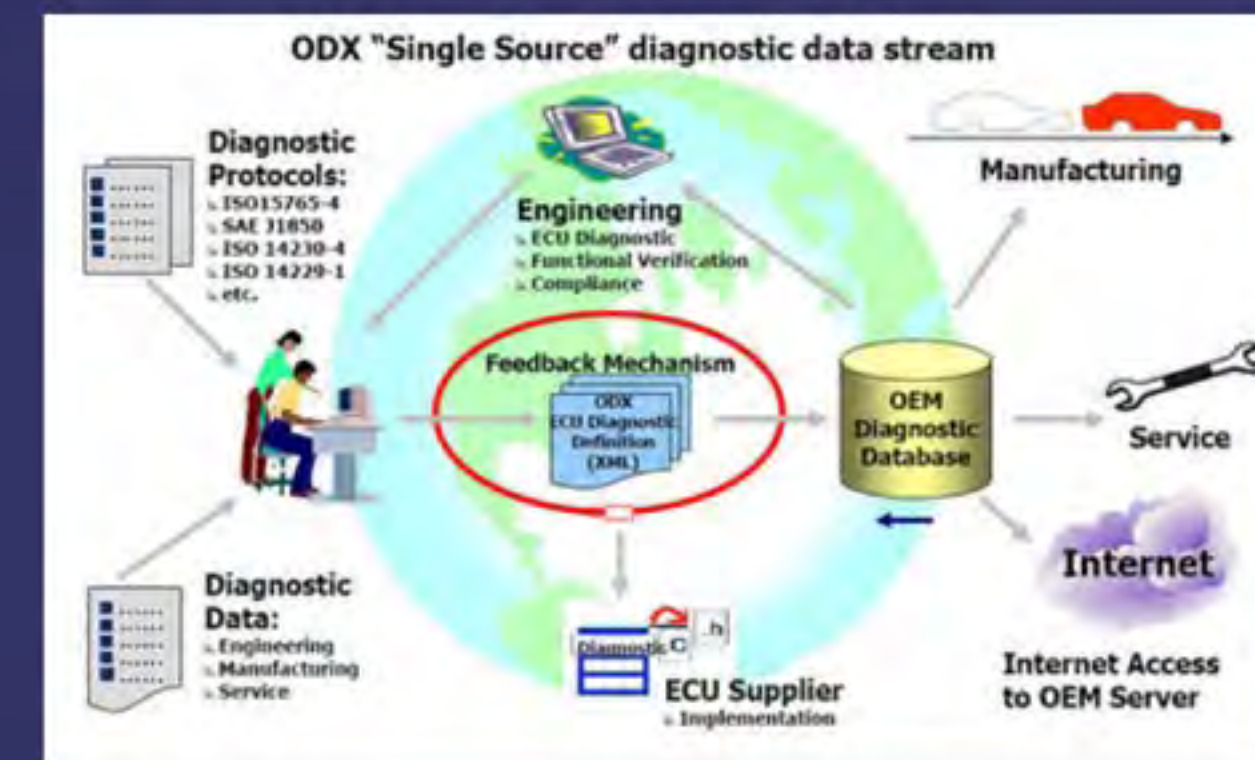 ODX “Single Source” diagnostic data stream
Diagnostic
Protocols:
ISO15765-4
SAE J1850
ISO 14230-4
ISO 14229-1
etc.
Engineering
ECU Diagnostic
Functional Verification
Compliance
Manufacturing
Feedback Mechanism
ODX
ECU Diagnostic
Definition
(XML)
OEM
Diagnostic
Database
Service
Internet
Internet Access
to OEM Server
Diagnostic
Data:
Engineering
Manufacturing
Service
Diagnostic
C
.h
ECU Supplier
Implementation